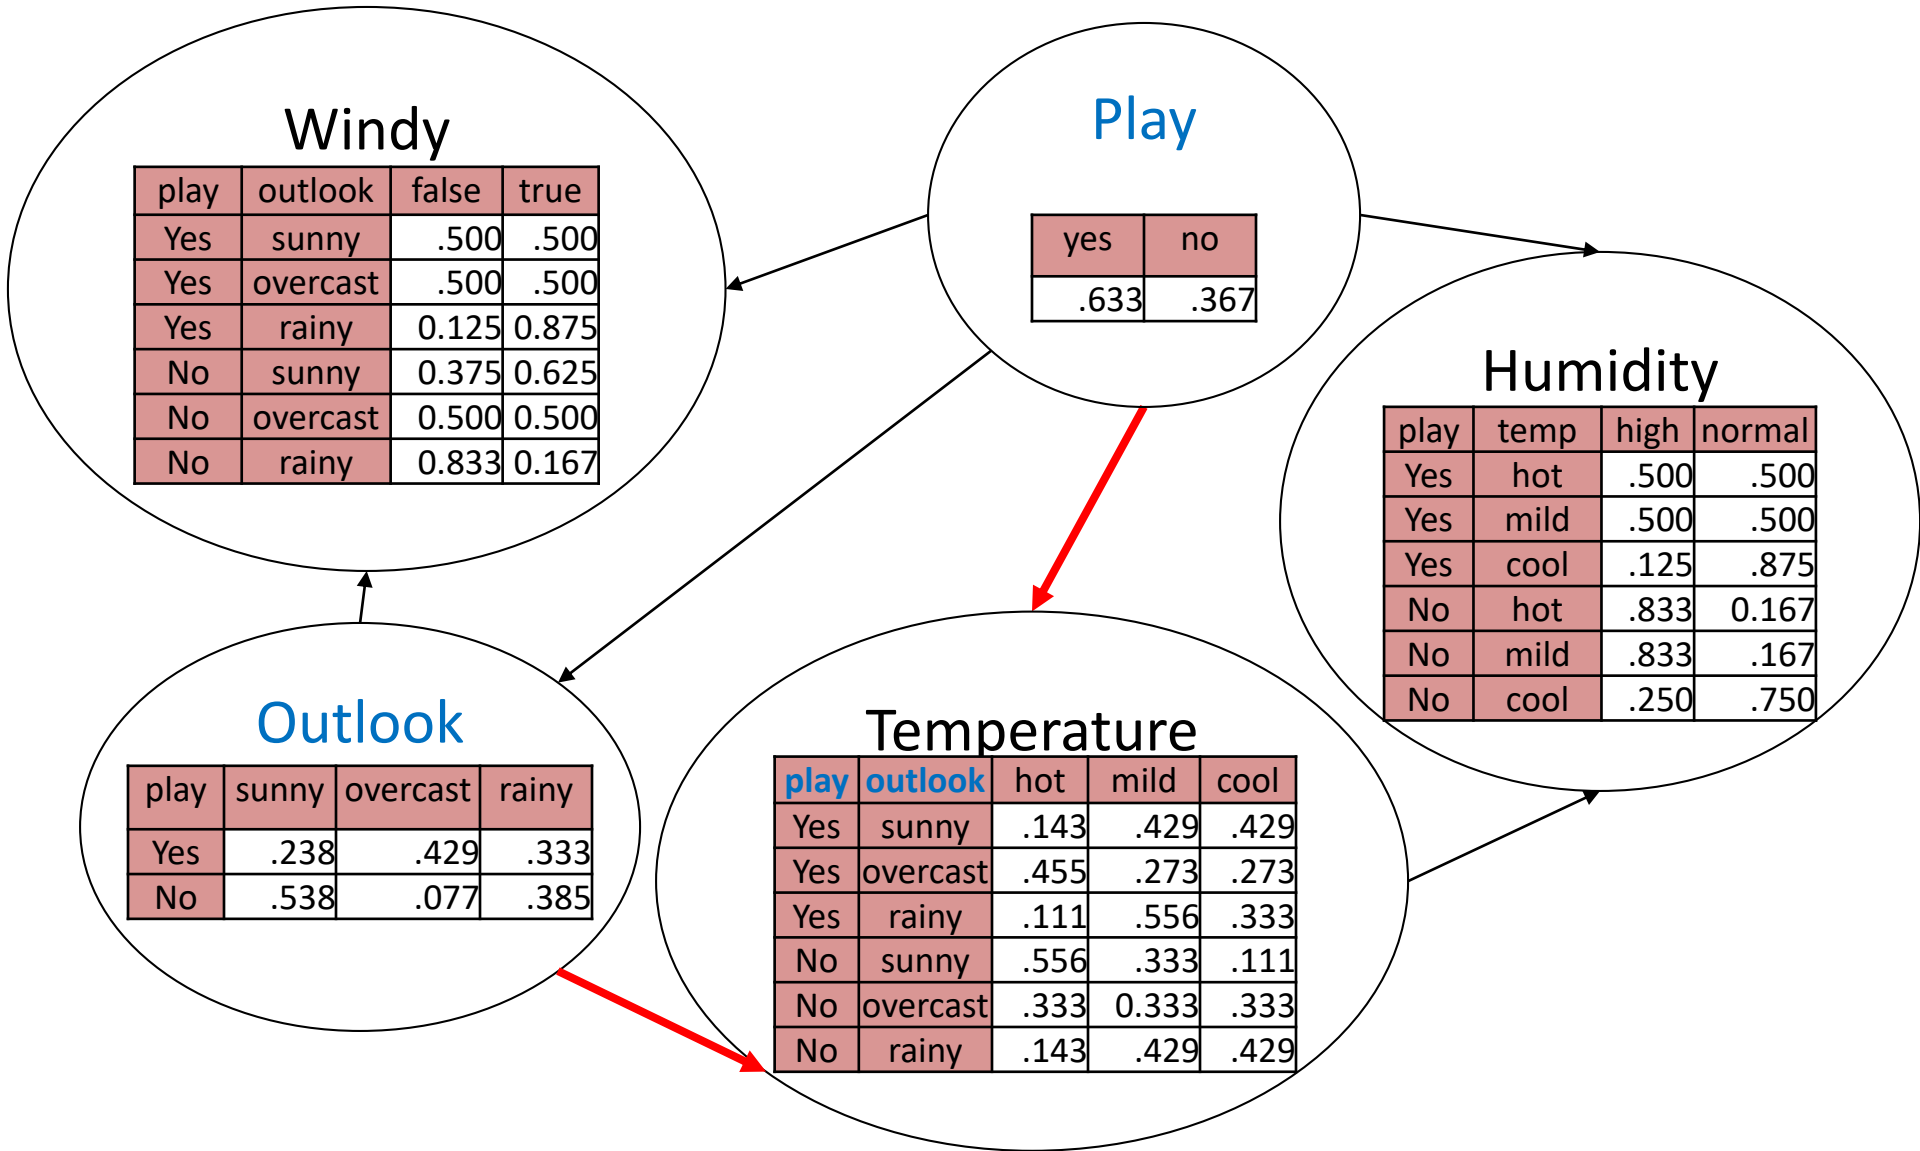 Windy
play outlook false true
Yes sunny .500 .500
Yes overcast .500 .500
Yes rainy 0.125 0.875
No sunny 0.375 0.625
No overcast 0.500 0.500
No rainy 0.833 0.167
Play
yes no
.633 .367
Humidity
play temp high normal
Yes hot .500 .500
Yes mild .500 .500
Yes cool .125 .875
No hot .833 0.167
No mild .833 .167
No cool .250 .750
Outlook
play sunny overcast rainy
Yes .238 .429 .333
No .538 .077 .385
Temperature
play outlook hot mild cool
Yes sunny .143 .429 .429
Yes overcast .455 .273 .273
Yes rainy .111 .556 .333
No sunny .556 .333 .111
No overcast .333 0.333 .333
No rainy .143 .429 .429